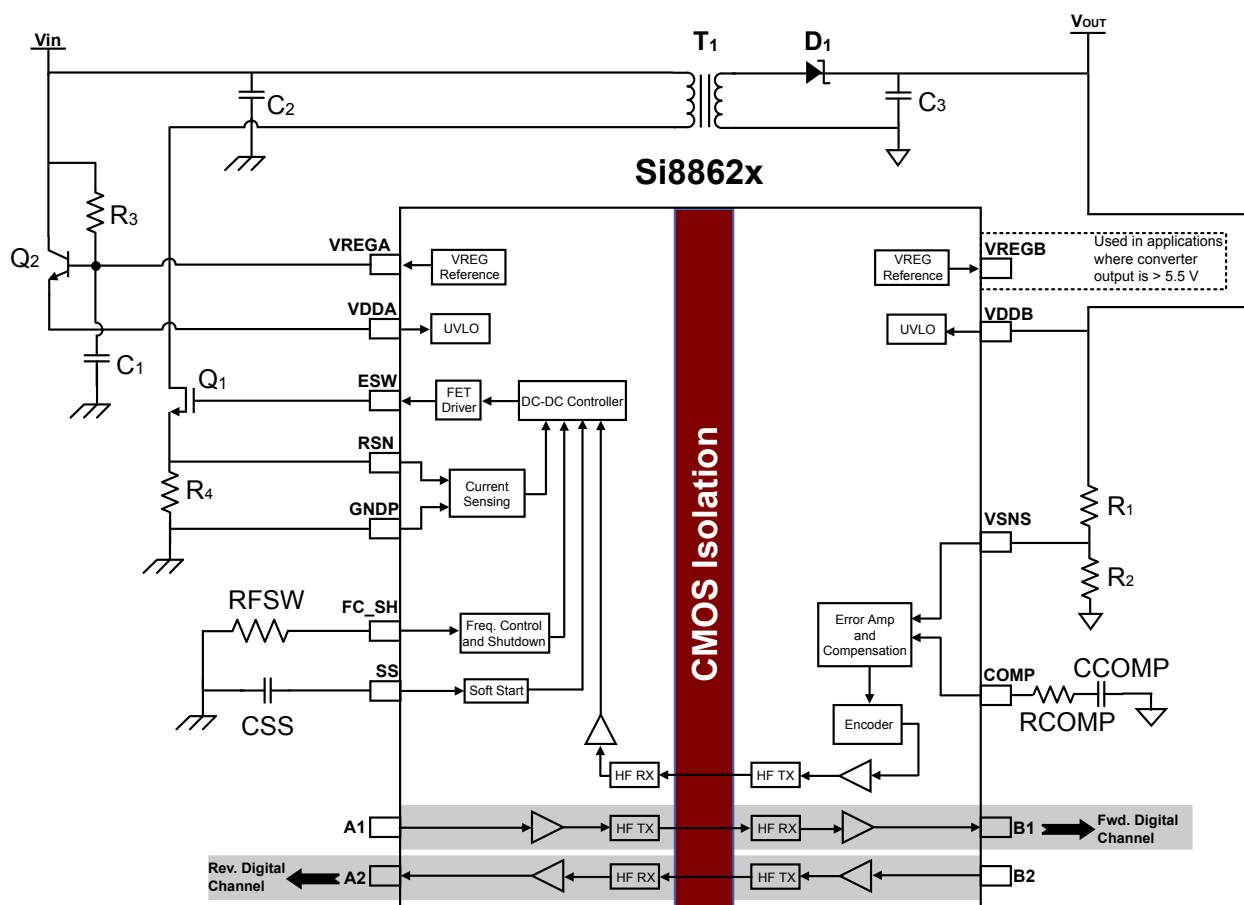 Vin
T1
D1
VOUT
C2
C3
Si8862x
R3
Q2
VREGA
VREG
Reference
VREG
Reference
VREGB
Used in applications
where converter
output is > 5.5 V
VDDA
UVLO
UVLO
VDDB
C1
Q1
ESW
FET
Driver
DC-DC Controller
RSN
Current
Sensing
R4
GNDP
CMOS Isolation
VSNS
R1
R2
RFSW
FC_SH
Freq. Control
and Shutdown
Error Amp
and
Compensation
SS
Soft Start
CSS
COMP
CCOMP
RCOMP
Encoder
HF RX
HF TX
A1
HF TX
HF RX
B1
Fwd. Digital
Channel
Rev. Digital
Channel
A2
HF RX
HF TX
B2